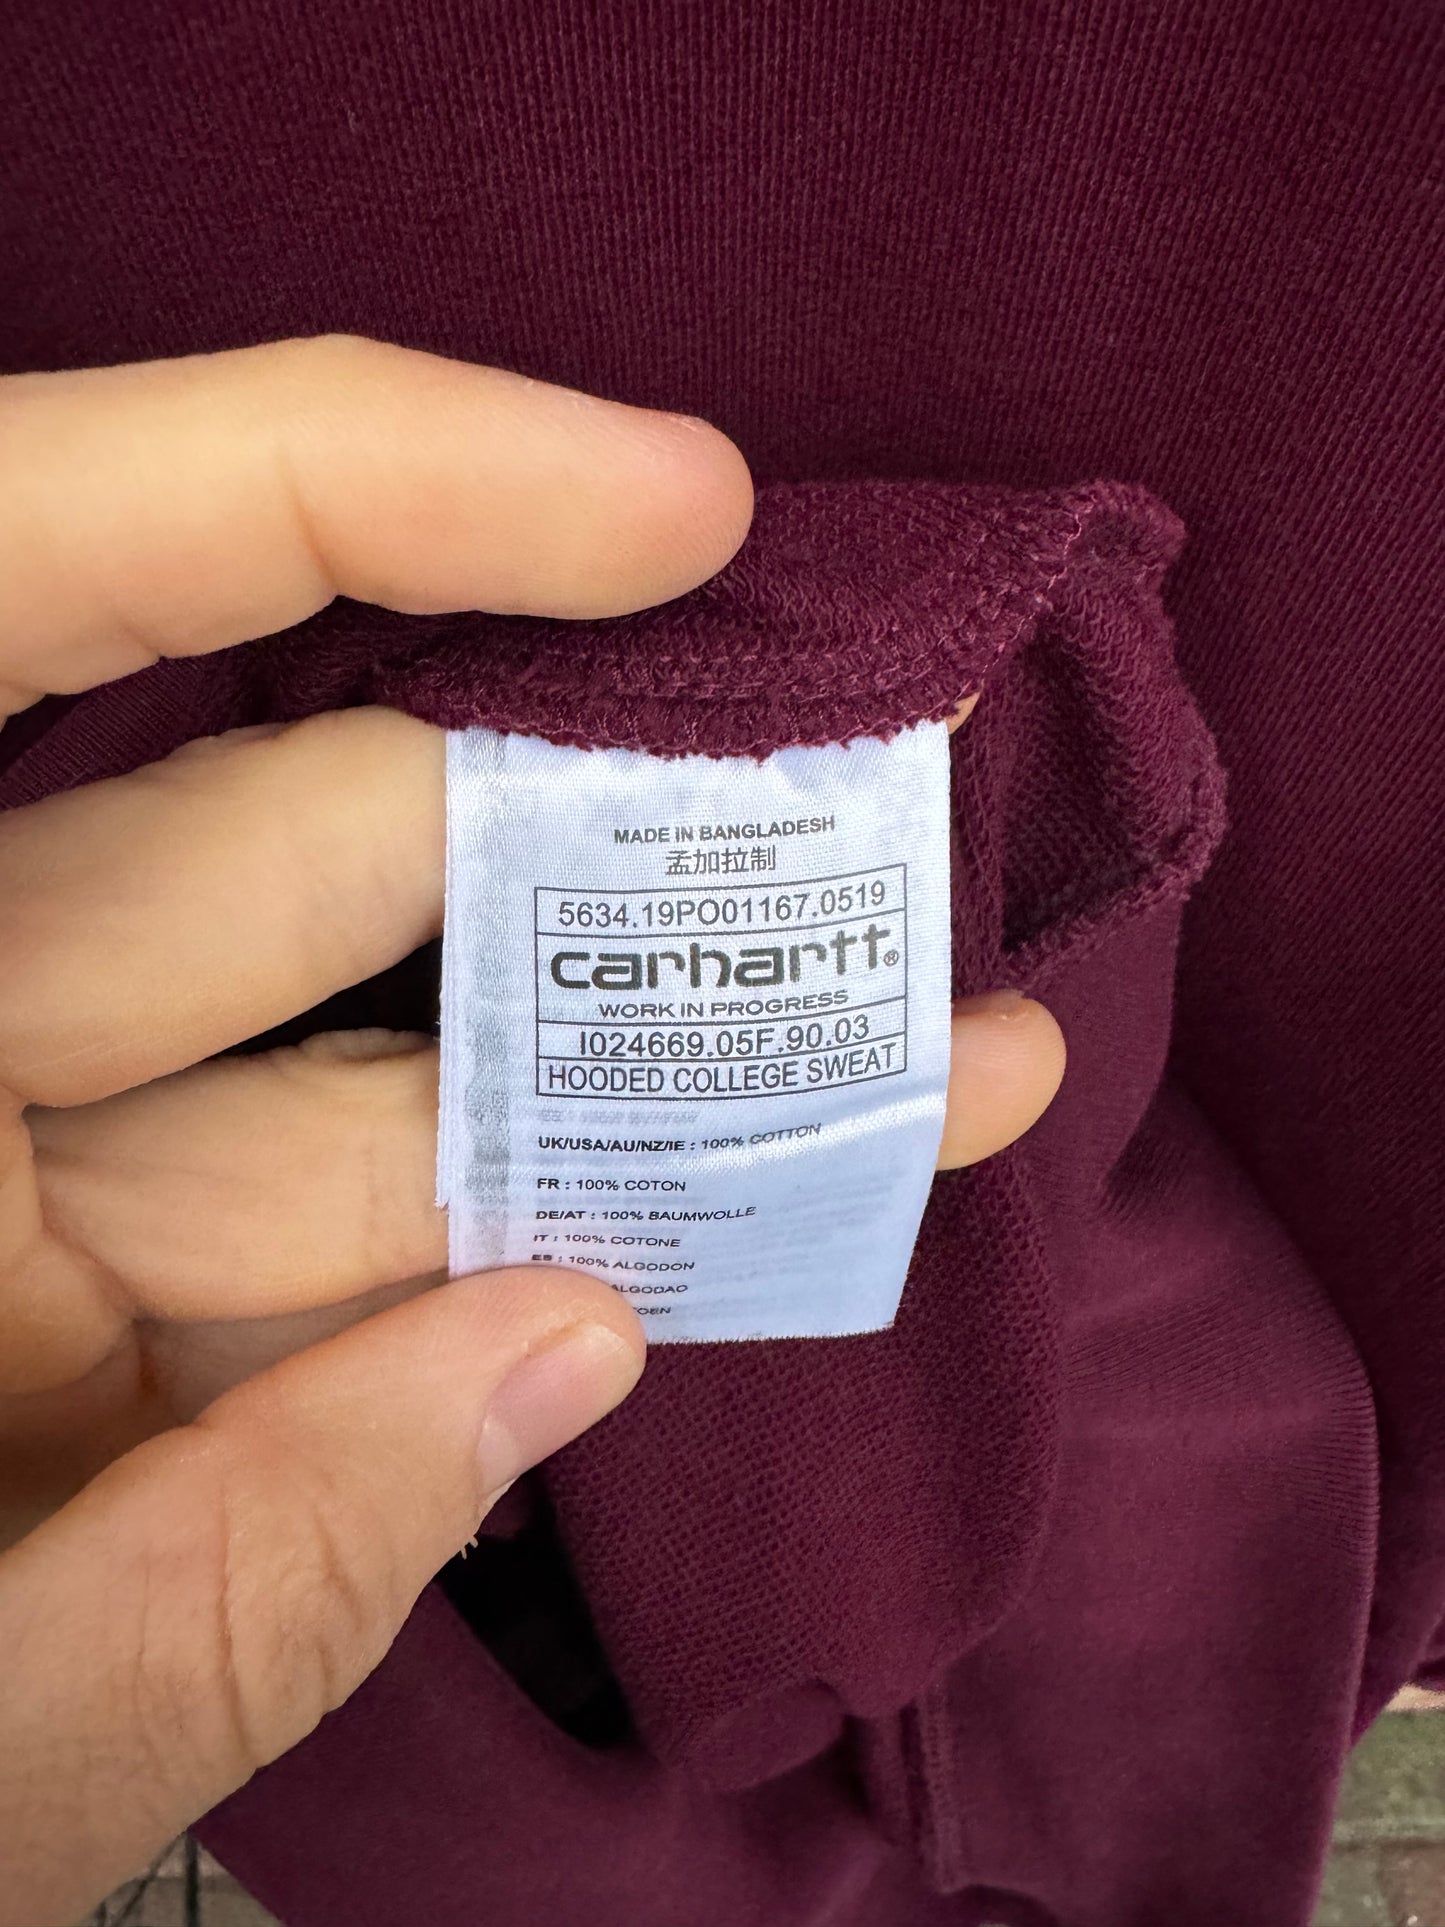 MADE IN BANGLADESH
孟加拉制
5634.19PO01167.0519
carhartt®
WORK IN PROGRESS
I024669.05F.90.03
HOODED COLLEGE SWEAT
UK/USA/AU/NZ/IE : 100% COTTON
FR : 100% COTON
DE/AT : 100% BAUMWOLLE
IT : 100% COTONE
ES : 100% ALGODON
ALGODAO